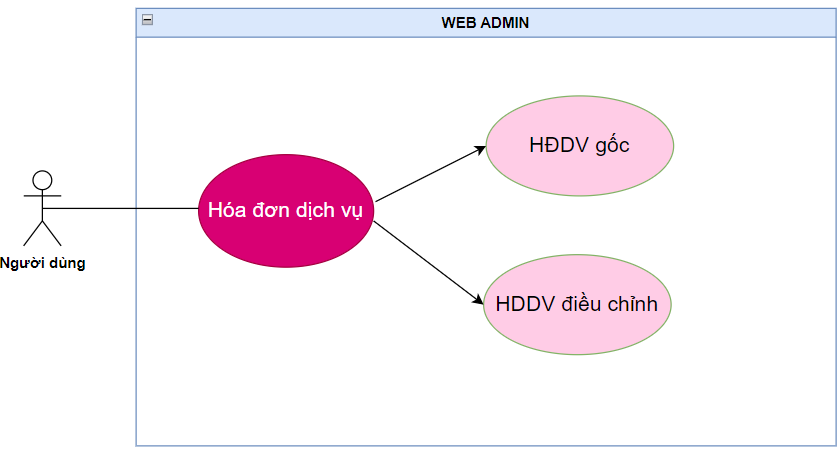 WEB ADMIN
HĐDV gốc
Hóa đơn dịch vụ
Người dùng
HDDV điều chỉnh